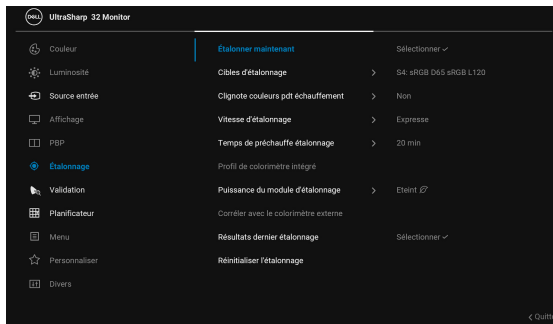 DELL UltraSharp 32 Monitor
Couleur Étalonner maintenant Sélectionner ✓
Luminosité Cibles d'étalonnage > S4: sRGB D65 sRGB L120
Source entrée Clignote couleurs pdt échauffement > Non
Affichage Vitesse d'étalonnage > Expresse
PBP Temps de préchauffe étalonnage > 20 min
Étalonnage Profil de colorimètre intégré
Validation Puissance du module d'étalonnage > Eteint
Planificateur Corréler avec le colorimètre externe
Menu Résultats dernier étalonnage Sélectionner ✓
Personnaliser Réinitialiser l'étalonnage
Divers
< Quitte